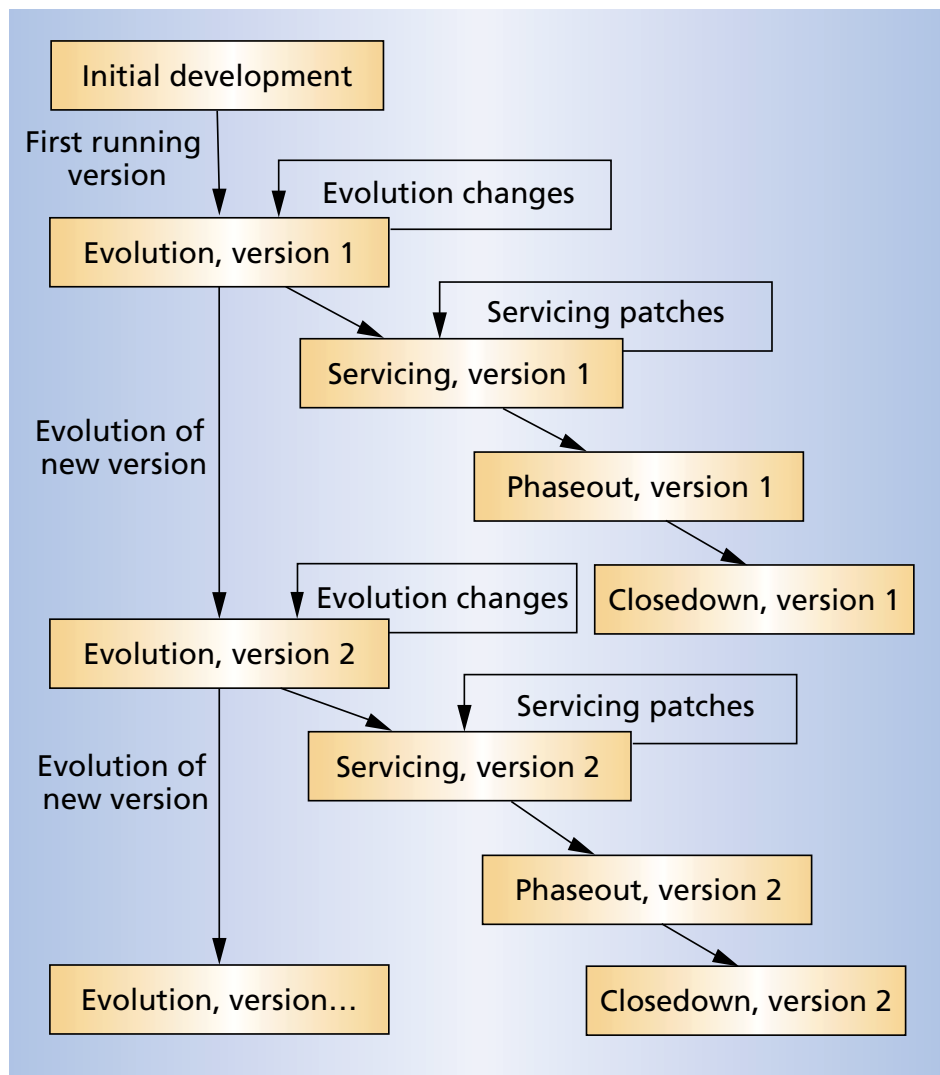 Initial development
First running
version
Evolution changes
Evolution, version 1
Servicing patches
Servicing, version 1
Evolution of
new version
Phaseout, version 1
Closedown, version 1
Evolution changes
Evolution, version 2
Servicing patches
Servicing, version 2
Evolution of
new version
Phaseout, version 2
Closedown, version 2
Evolution, version…